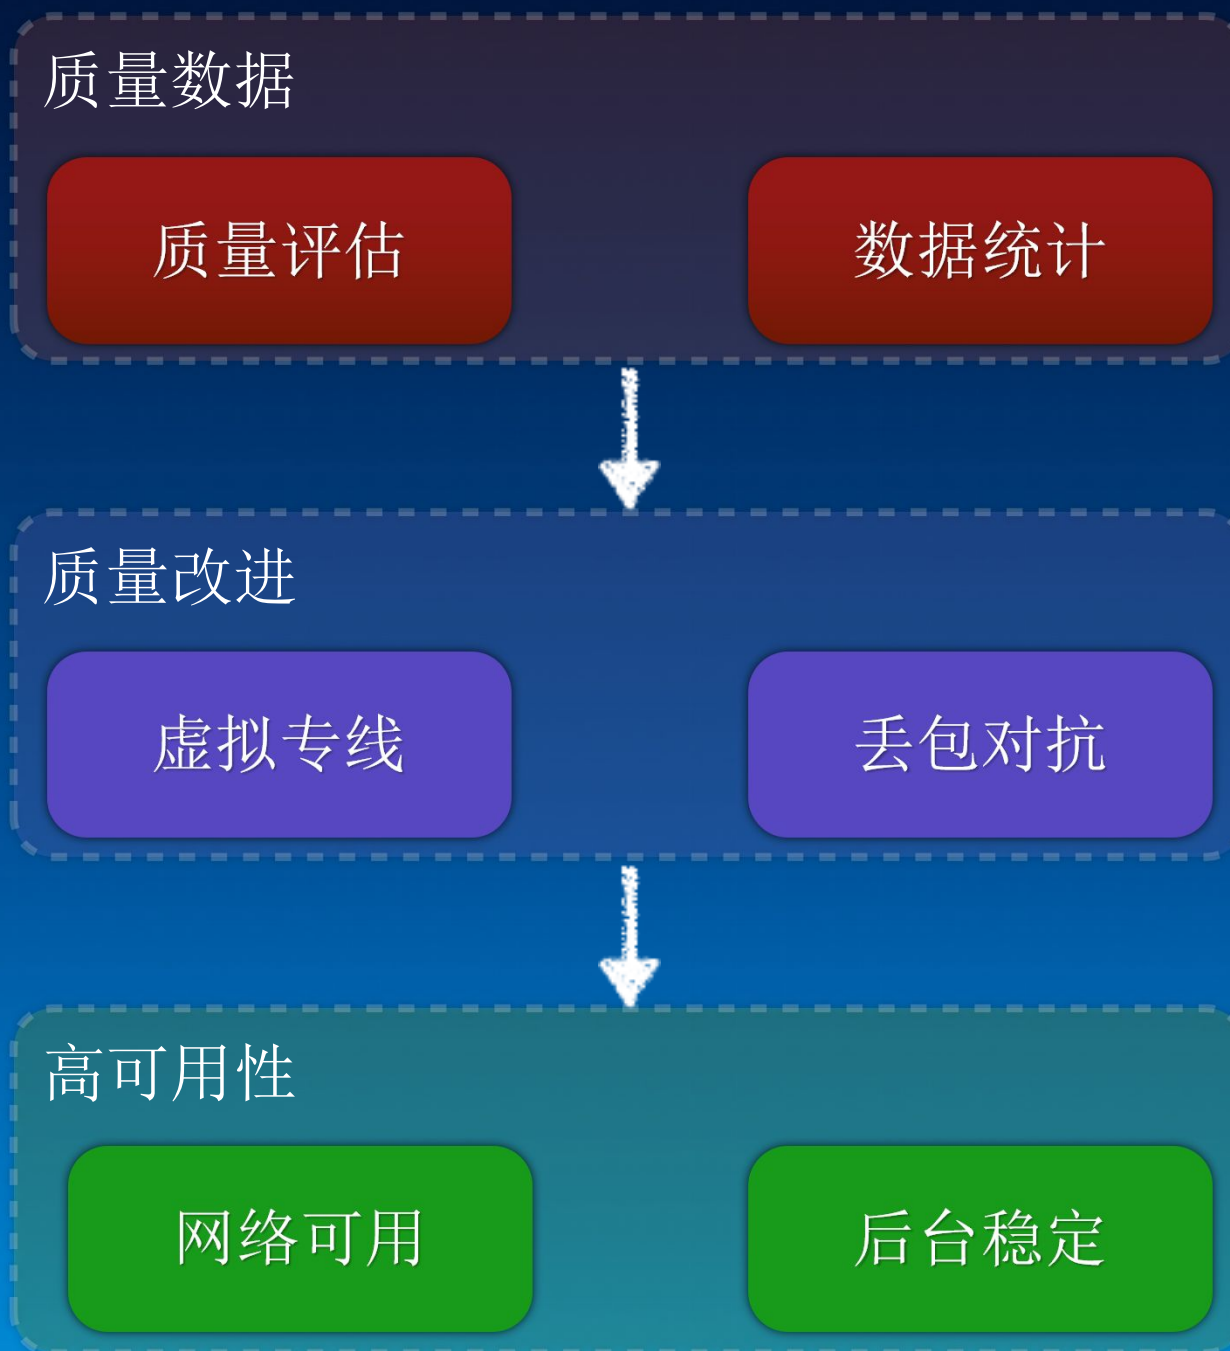 质量数据
质量评估
数据统计
质量改进
虚拟专线
丢包对抗
高可用性
网络可用
后台稳定